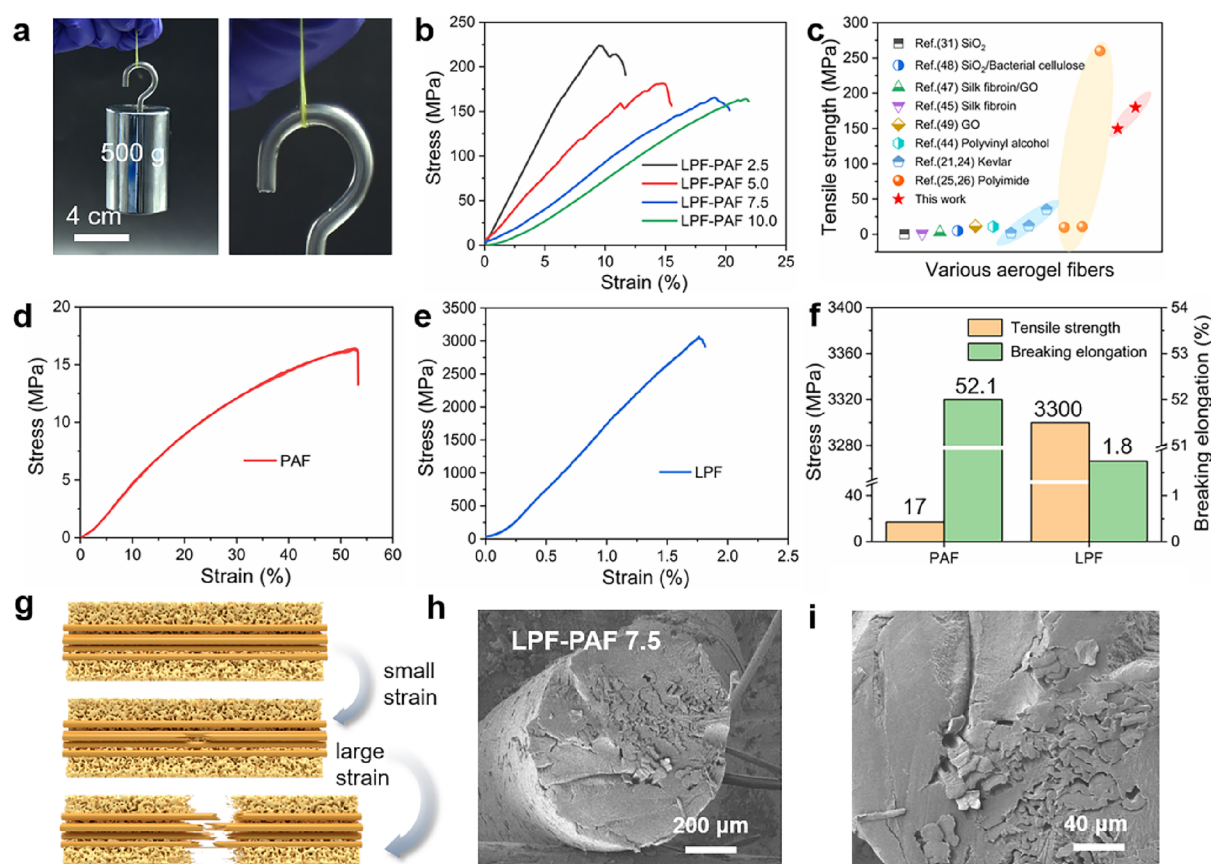 a
500 g
4 cm
b
Stress (MPa)
250
200
150
100
50
0
LPF-PAF 2.5
LPF-PAF 5.0
LPF-PAF 7.5
LPF-PAF 10.0
0 5 10 15 20 25
Strain (%)
c
Tensile strength (MPa)
300
250
200
150
100
50
0
Ref.(31) SiO₂
Ref.(48) SiO₂/Bacterial cellulose
Ref.(47) Silk fibroin/GO
Ref.(45) Silk fibroin
Ref.(49) GO
Ref.(44) Polyvinyl alcohol
Ref.(21,24) Kevlar
Ref.(25,26) Polyimide
This work
Various aerogel fibers
d
Stress (MPa)
20
15
10
5
0
PAF
0 10 20 30 40 50 60
Strain (%)
e
Stress (MPa)
3500
3000
2500
2000
1500
1000
500
0
LPF
0.0 0.5 1.0 1.5 2.0 2.5
Strain (%)
f
Stress (MPa)
3400
3360
3320
3280
40
0
Tensile strength
Breaking elongation
17
52.1
3300
1.8
PAF LPF
54
53
52
51
1
0
Breaking elongation (%)
g
small
strain
large
strain
h
LPF-PAF 7.5
200 μm
i
40 μm